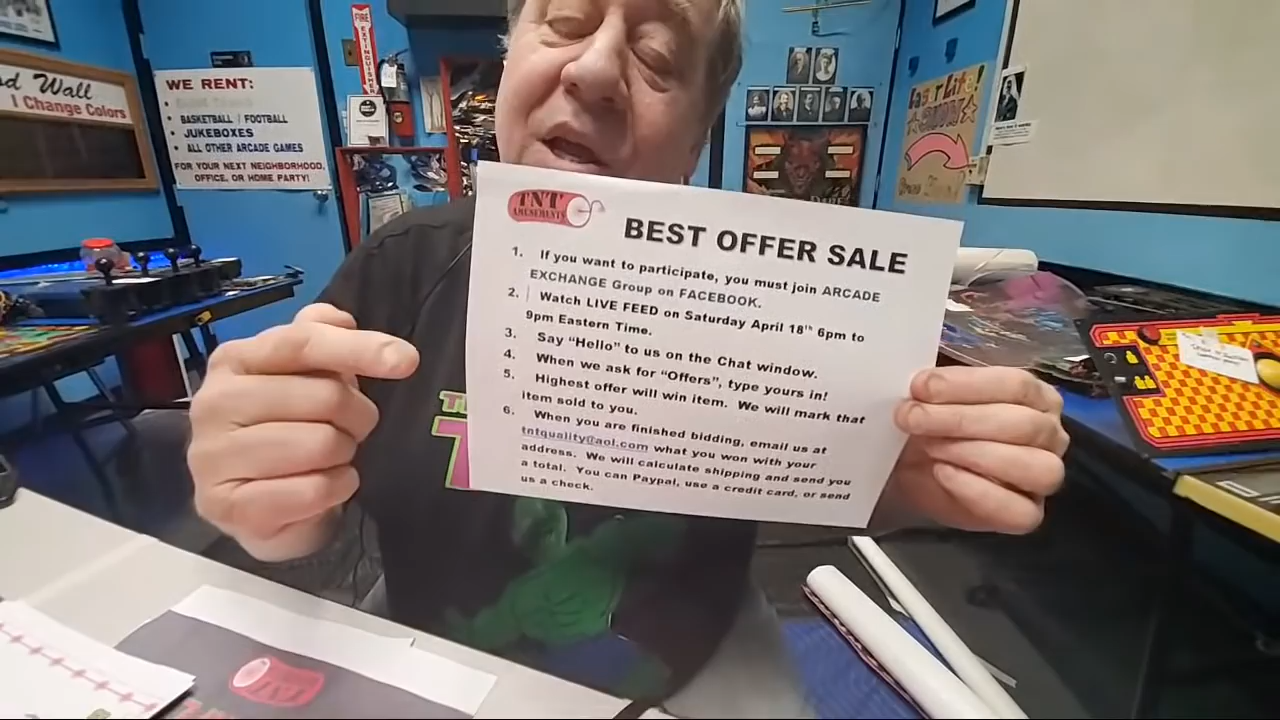 d Wall
I Change Colors
WE RENT:
BASKETBALL | FOOTBALL
JUKEBOXES
ALL OTHER ARCADE GAMES
FOR YOUR NEXT NEIGHBORHOOD,
OFFICE, OR HOME PARTY!
FIRE
EXTINGUISHER
TNT
AMUSEMENTS
BEST OFFER SALE
1. If you want to participate, you must join ARCADE
EXCHANGE Group on FACEBOOK.
2. Watch LIVE FEED on Saturday April 18th 6pm to
9pm Eastern Time.
3. Say “Hello” to us on the Chat window.
4. When we ask for “Offers”, type yours in!
5. Highest offer will win item. We will mark that
item sold to you.
6. When you are finished bidding, email us at
tntquality@aol.com what you won with your
address. We will calculate shipping and send you
a total. You can Paypal, use a credit card, or send
us a check.
TNT